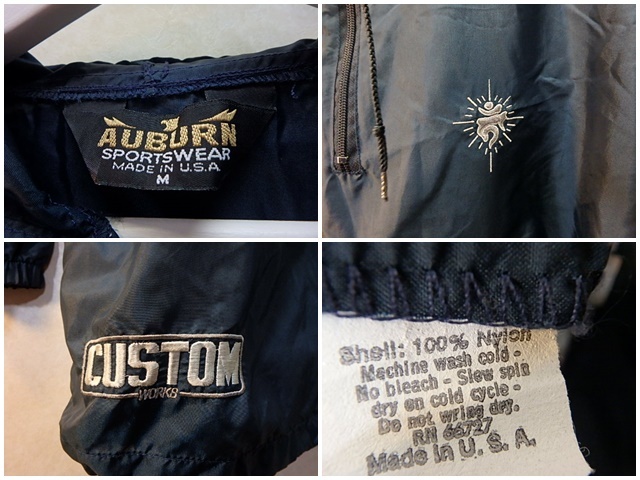 AUBURN
SPORTSWEAR
MADE IN U.S.A.
M
CUSTOM
WORKS
Shell: 100% Nylon
Machine wash cold -
No bleach - Slow spin
dry on cold cycle -
Do not wring dry.
RN 66727
Made in U. S. A.